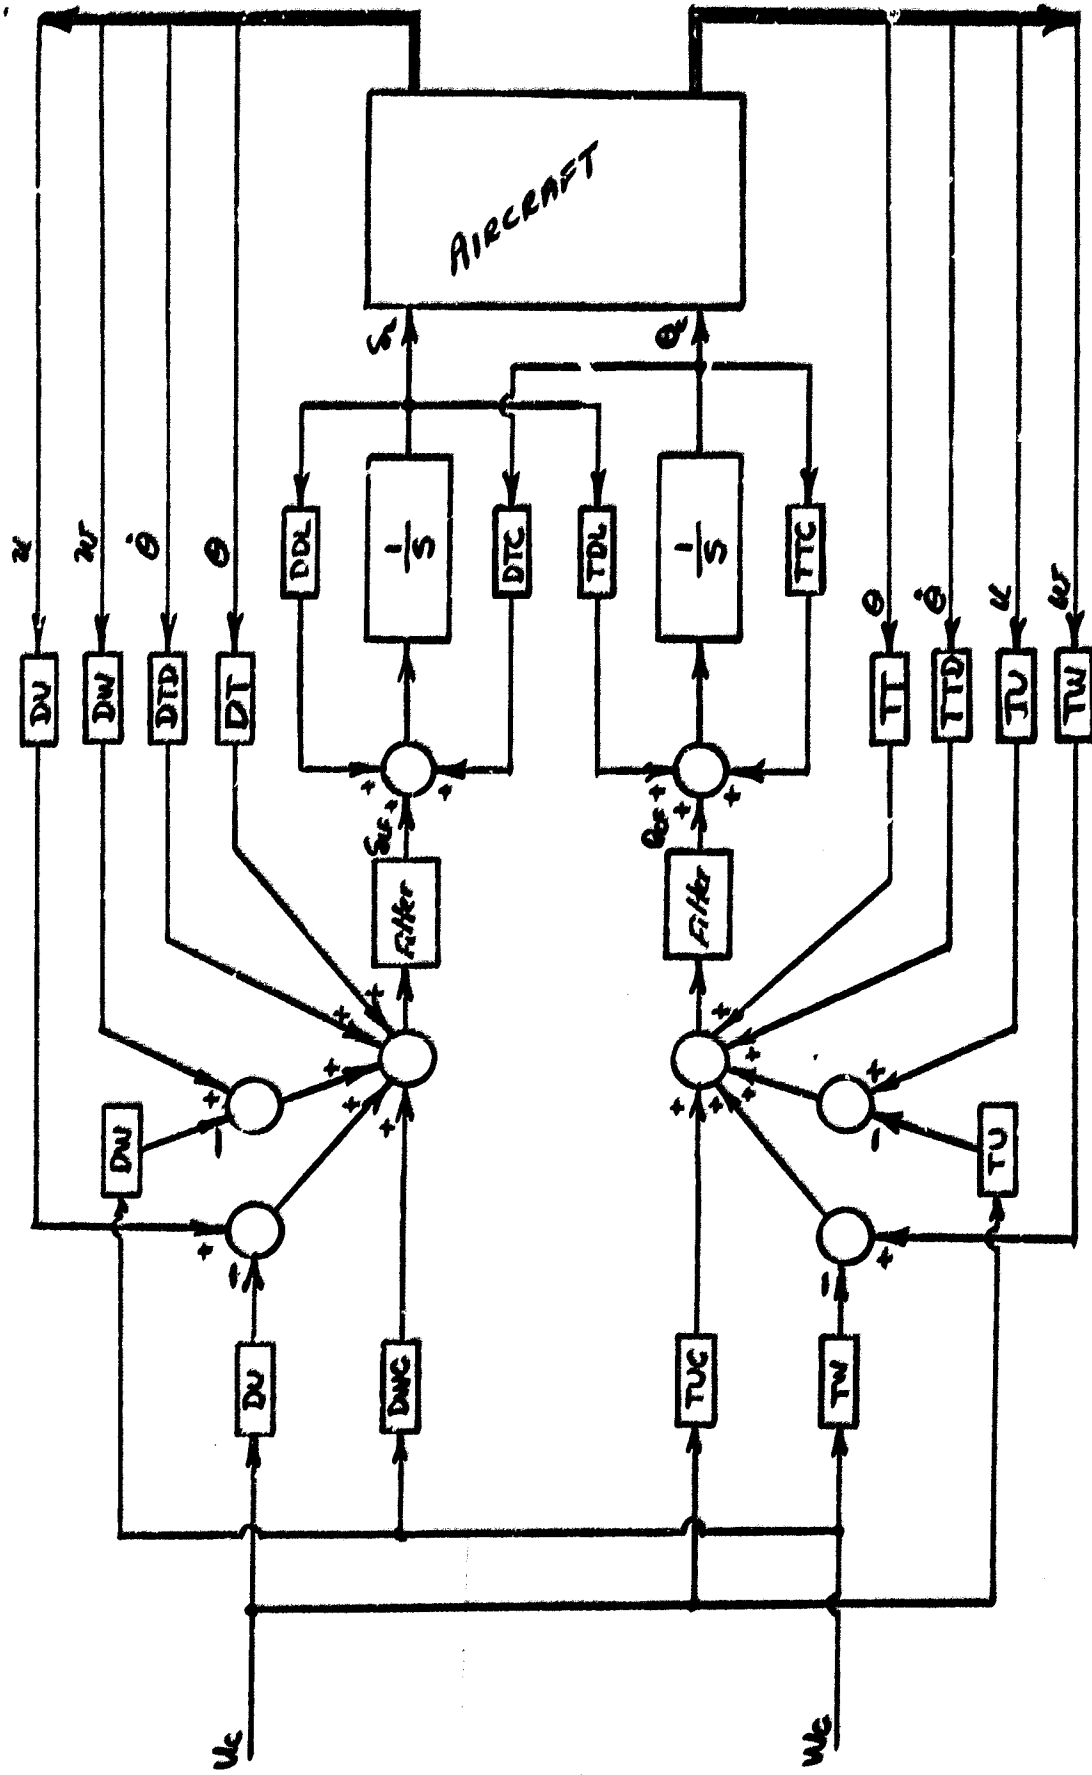 AIRCRAFT
θ
θ̇
u
w
u
w
θ̇
θ
DDL
1/S
DTC
TDL
1/S
TTC
DU
DW
DTD
DT
TT
TTD
TU
TW
+
+
+
+
+
+
Filter
Filter
+
+
+
+
+
+
+
+
+
+
+
-
+
-
DW
TU
+
-
+
-
DU
DWC
TUC
TW
Uc
Wc